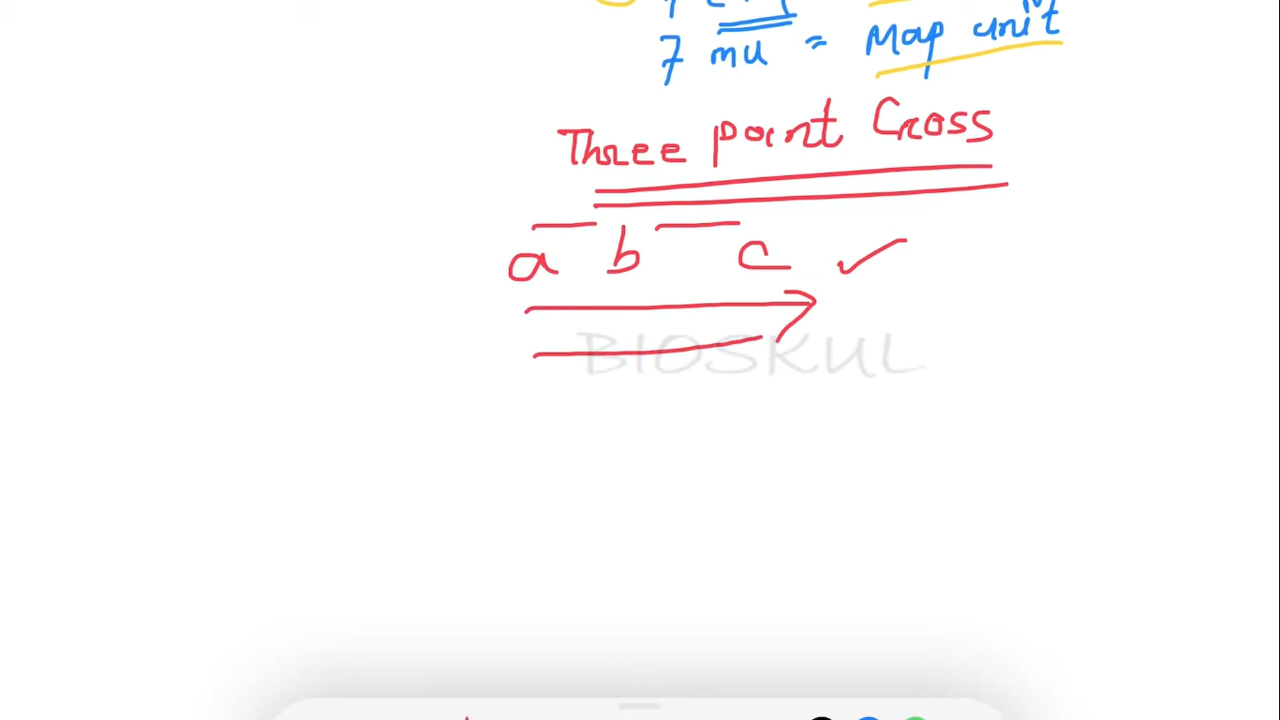 7 mu = Map unit
Three point Cross
a b c ✓
BIOSKUL